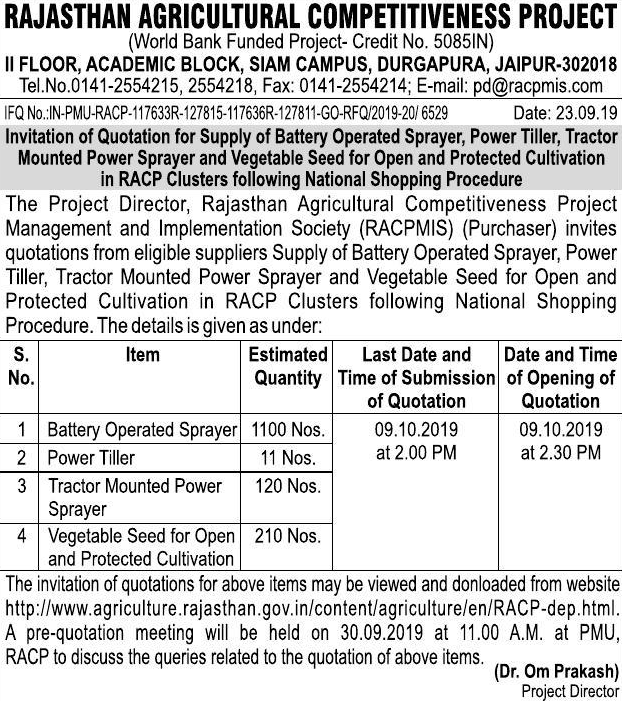 RAJASTHAN AGRICULTURAL COMPETITIVENESS PROJECT
(World Bank Funded Project- Credit No. 5085IN)
II FLOOR, ACADEMIC BLOCK, SIAM CAMPUS, DURGAPURA, JAIPUR-302018
Tel.No.0141-2554215, 2554218, Fax: 0141-2554214; E-mail: pd@racpmis.com
IFQ No.:IN-PMU-RACP-117633R-127815-117636R-127811-GO-RFQ/2019-20/ 6529 Date: 23.09.19
Invitation of Quotation for Supply of Battery Operated Sprayer, Power Tiller, Tractor
Mounted Power Sprayer and Vegetable Seed for Open and Protected Cultivation
in RACP Clusters following National Shopping Procedure
The Project Director, Rajasthan Agricultural Competitiveness Project
Management and Implementation Society (RACPMIS) (Purchaser) invites
quotations from eligible suppliers Supply of Battery Operated Sprayer, Power
Tiller, Tractor Mounted Power Sprayer and Vegetable Seed for Open and
Protected Cultivation in RACP Clusters following National Shopping
Procedure. The details is given as under:
S. Item Estimated Last Date and Date and Time
No. Quantity Time of Submission of Opening of
of Quotation Quotation
1 Battery Operated Sprayer 1100 Nos. 09.10.2019 09.10.2019
2 Power Tiller 11 Nos. at 2.00 PM at 2.30 PM
3 Tractor Mounted Power 120 Nos.
Sprayer
4 Vegetable Seed for Open 210 Nos.
and Protected Cultivation
The invitation of quotations for above items may be viewed and donloaded from website
http://www.agriculture.rajasthan.gov.in/content/agriculture/en/RACP-dep.html.
A pre-quotation meeting will be held on 30.09.2019 at 11.00 A.M. at PMU,
RACP to discuss the queries related to the quotation of above items.
(Dr. Om Prakash)
Project Director